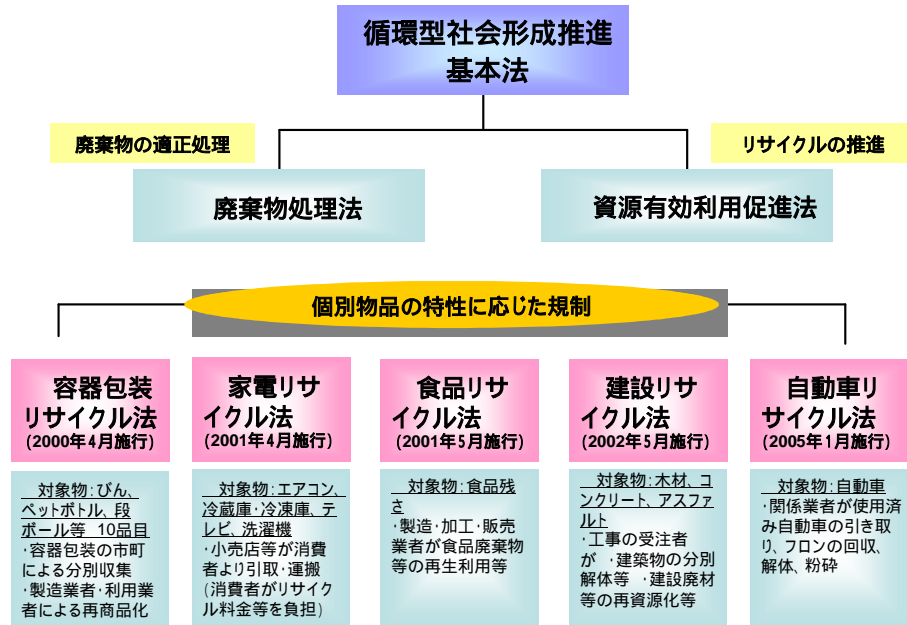 循環型社会形成推進
基本法
廃棄物の適正処理
リサイクルの推進
廃棄物処理法
資源有効利用促進法
個別物品の特性に応じた規制
容器包装
リサイクル法
(2000年4月施行)
家電リサ
イクル法
(2001年4月施行)
食品リサ
イクル法
(2001年5月施行)
建設リサ
イクル法
(2002年5月施行)
自動車リ
サイクル法
(2005年1月施行)
対象物:びん、
ペットボトル、段
ボール等 10品目
・容器包装の市町
による分別収集
・製造業者・利用業
者による再商品化
対象物:エアコン、
冷蔵庫・冷凍庫、テ
レビ、洗濯機
・小売店等が消費
者より引取・運搬
(消費者がリサイク
ル料金等を負担)
対象物:食品残
さ
・製造・加工・販売
業者が食品廃棄物
等の再生利用等
対象物:木材、コ
ンクリート、アスファ
ルト
・工事の受注者
が ・建築物の分別
解体等 ・建設廃材
等の再資源化等
対象物:自動車
・関係業者が使用済
み自動車の引き取
り、フロンの回収、
解体、粉砕